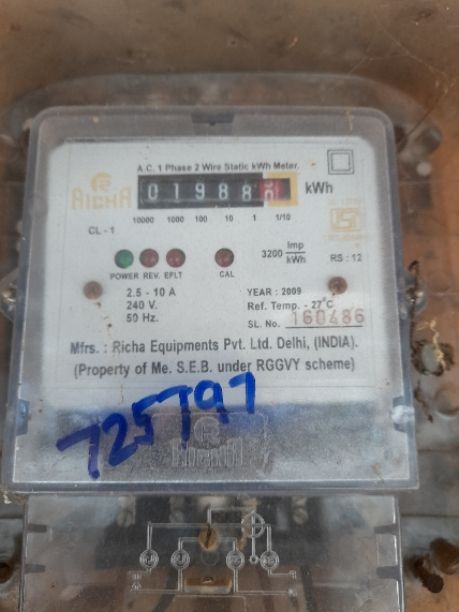 A.C. 1 Phase 2 Wire Static kWh Meter.
RICHA
01988 kWh
10000 1000 100 10 1 1/10
CL - 1
3200 Imp/kWh
RS : 12
POWER REV. EFLT CAL
2.5 - 10 A
240 V.
50 Hz.
YEAR : 2009
Ref. Temp. - 27°C
SL. No. 160486
Mfrs. : Richa Equipments Pvt. Ltd. Delhi, (INDIA).
(Property of Me. S.E.B. under RGGVY scheme)
725797
RICHA